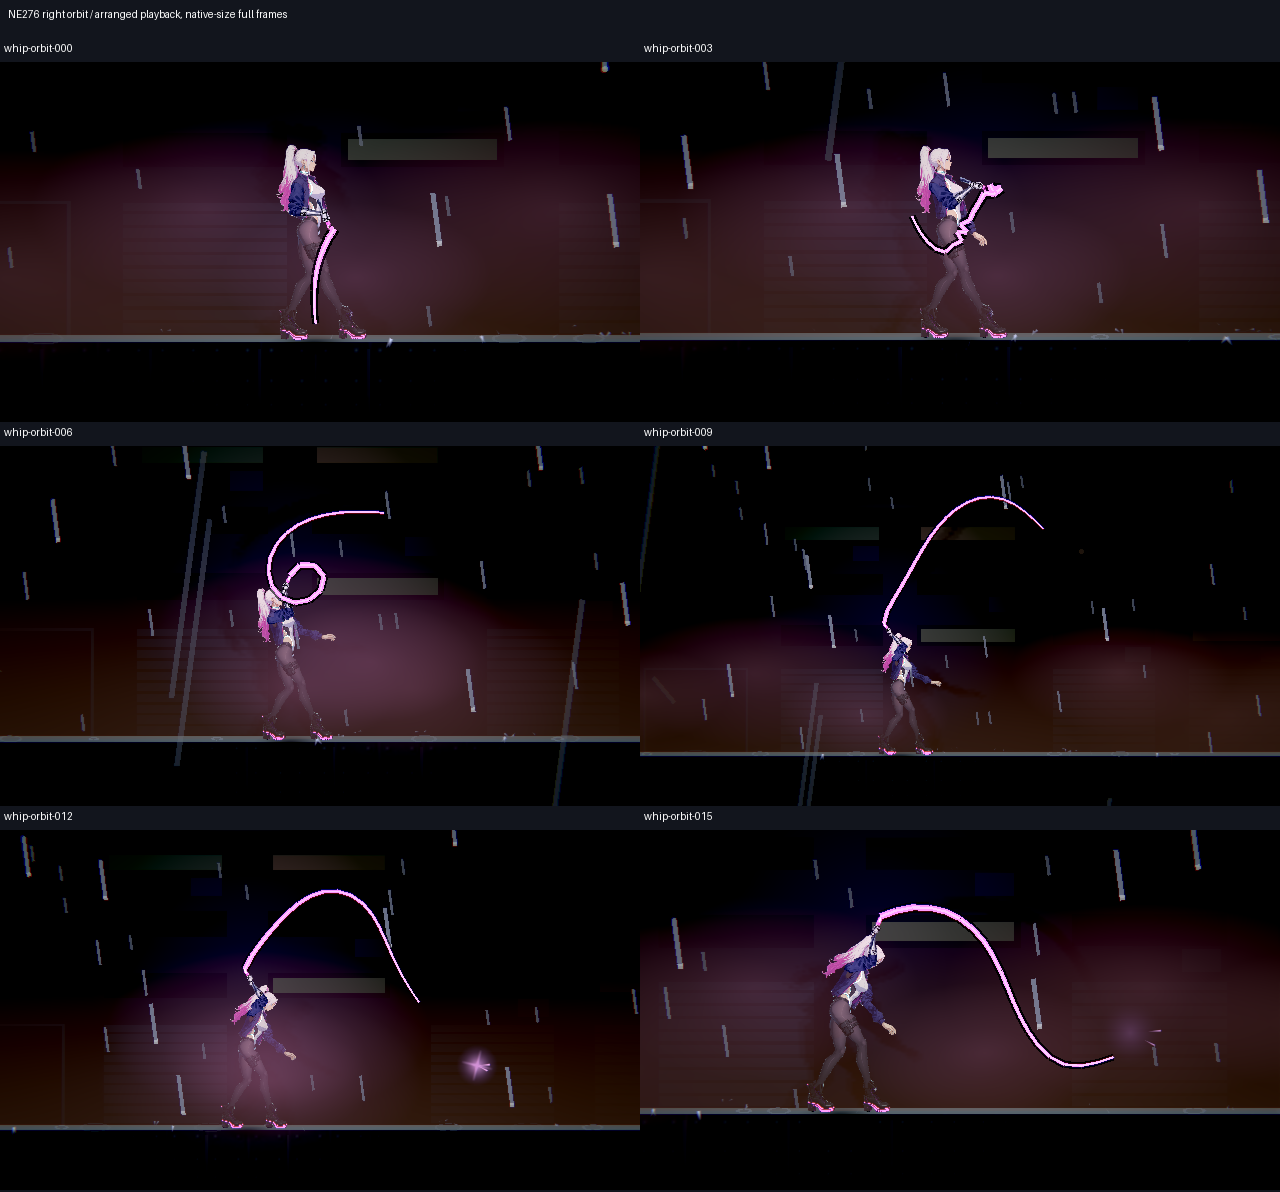 NE276 right orbit / arranged playback, native-size full frames
whip-orbit-000
whip-orbit-003
whip-orbit-006
whip-orbit-009
whip-orbit-012
whip-orbit-015